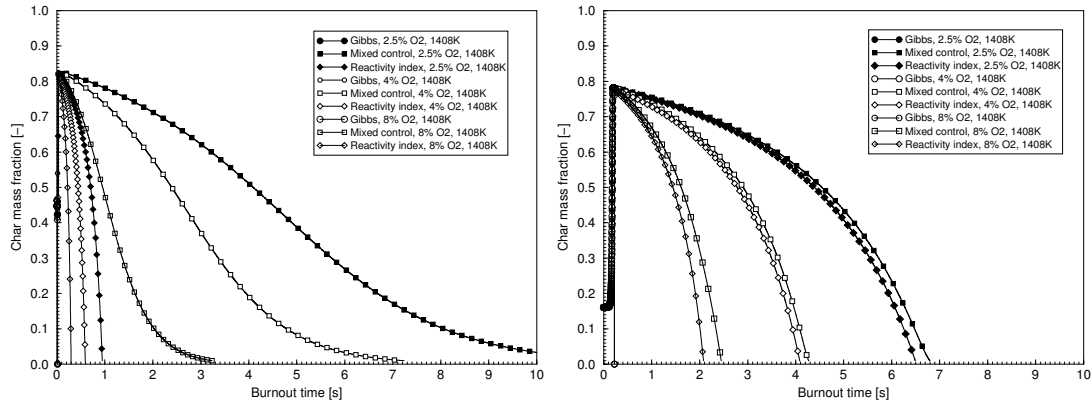 1.0
0.9
0.8
0.7
0.6
0.5
0.4
0.3
0.2
0.1
0.0
Char mass fraction [–]
Gibbs, 2.5% O2, 1408K
Mixed control, 2.5% O2, 1408K
Reactivity index, 2.5% O2, 1408K
Gibbs, 4% O2, 1408K
Mixed control, 4% O2, 1408K
Reactivity index, 4% O2, 1408K
Gibbs, 8% O2, 1408K
Mixed control, 8% O2, 1408K
Reactivity index, 8% O2, 1408K
0 1 2 3 4 5 6 7 8 9 10
Burnout time [s]
1.0
0.9
0.8
0.7
0.6
0.5
0.4
0.3
0.2
0.1
0.0
Char mass fraction [–]
Gibbs, 2.5% O2, 1408K
Mixed control, 2.5% O2, 1408K
Reactivity index, 2.5% O2, 1408K
Gibbs, 4% O2, 1408K
Mixed control, 4% O2, 1408K
Reactivity index, 4% O2, 1408K
Gibbs, 8% O2, 1408K
Mixed control, 8% O2, 1408K
Reactivity index, 8% O2, 1408K
0 1 2 3 4 5 6 7 8 9 10
Burnout time [s]